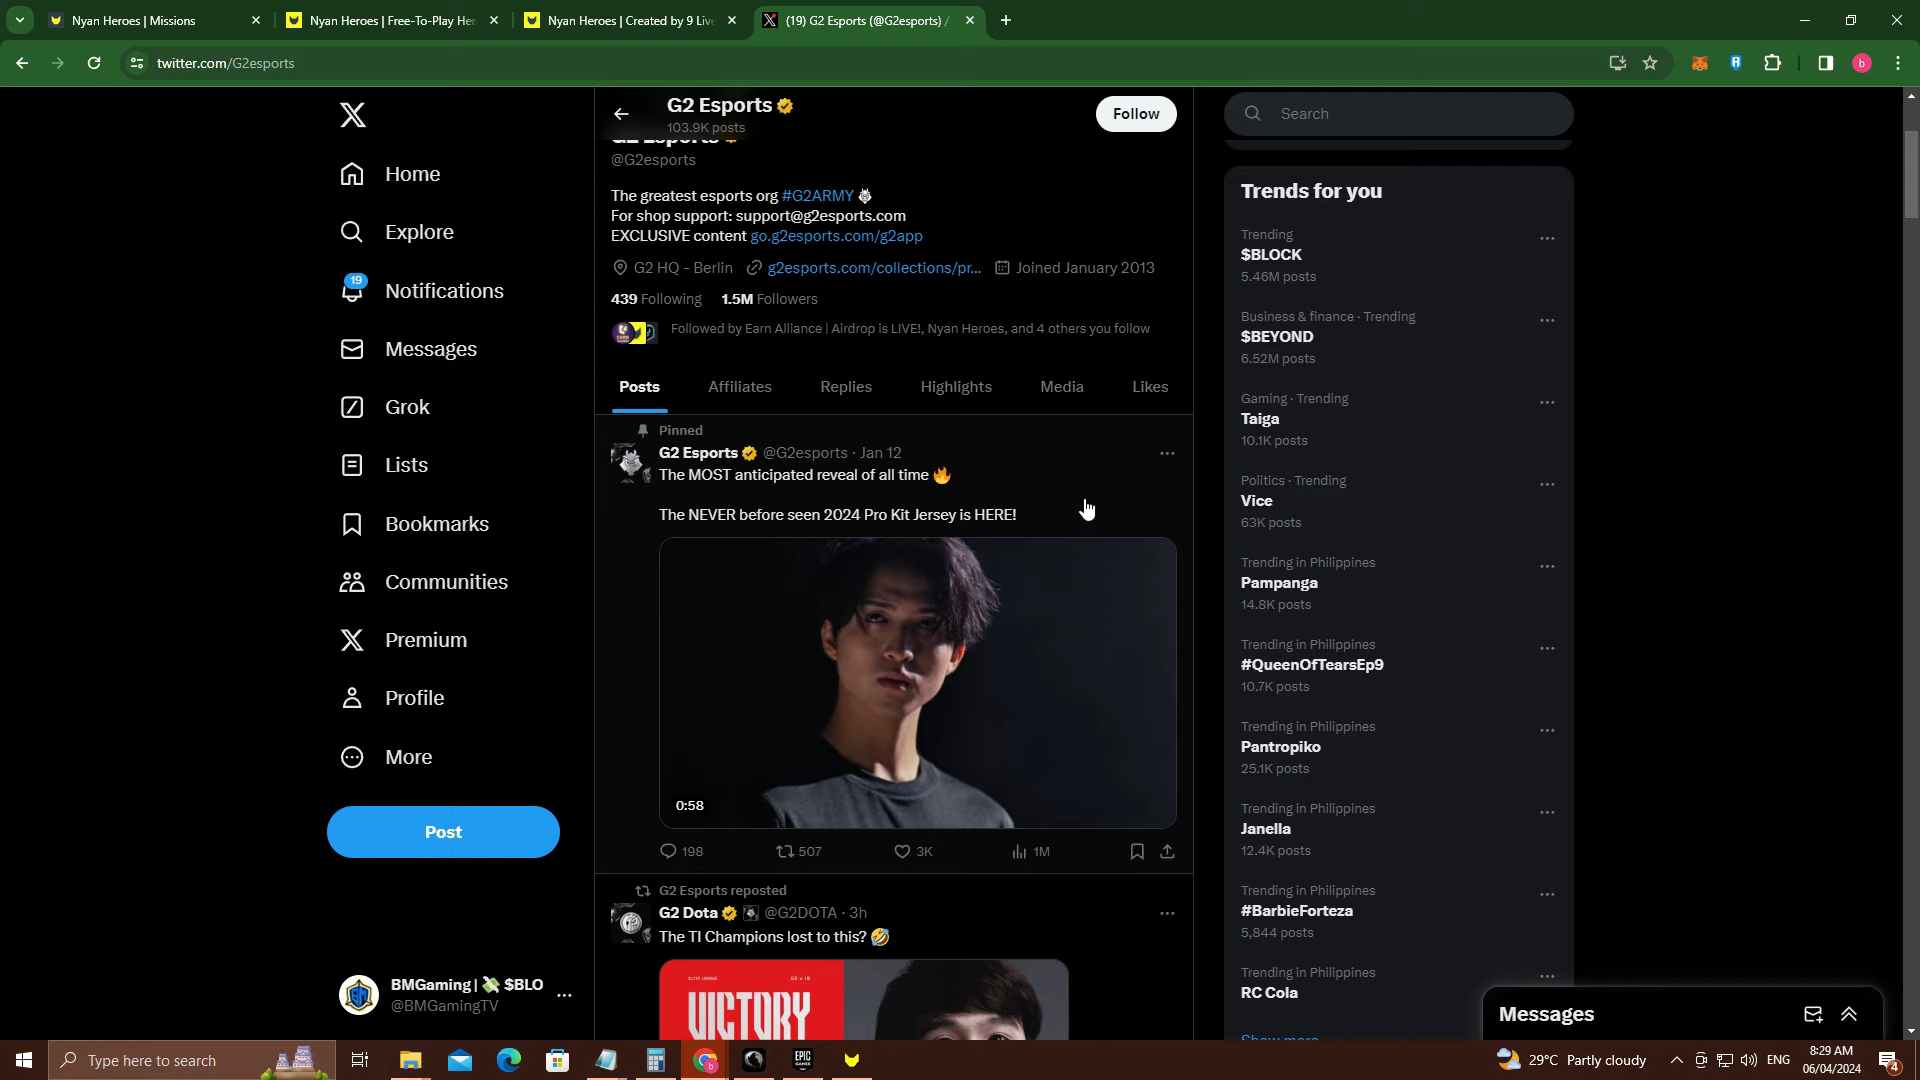 Nyan Heroes | Missions
Nyan Heroes | Free-To-Play Her
Nyan Heroes | Created by 9 Live
(19) G2 Esports (@G2esports) /
twitter.com/G2esports
b
Home
Explore
19
Notifications
Messages
Grok
Lists
Bookmarks
Communities
Premium
Profile
More
Post
BMGaming | 💸 $BLO
@BMGamingTV
G2 Esports
103.9K posts
Follow
G2 Esports
@G2esports
The greatest esports org #G2ARMY
For shop support: support@g2esports.com
EXCLUSIVE content go.g2esports.com/g2app
G2 HQ - Berlin g2esports.com/collections/pr... Joined January 2013
439 Following 1.5M Followers
Followed by Earn Alliance | Airdrop is LIVE!, Nyan Heroes, and 4 others you follow
Posts Affiliates Replies Highlights Media Likes
Pinned
G2 Esports @G2esports · Jan 12
The MOST anticipated reveal of all time 🔥
The NEVER before seen 2024 Pro Kit Jersey is HERE!
0:58
198 507 3K 1M
G2 Esports reposted
G2 Dota @G2DOTA · 3h
The TI Champions lost to this? 🤣
VICTORY
Search
Trends for you
Trending
$BLOCK
5.46M posts
Business & finance · Trending
$BEYOND
6.52M posts
Gaming · Trending
Taiga
10.1K posts
Politics · Trending
Vice
63K posts
Trending in Philippines
Pampanga
14.8K posts
Trending in Philippines
#QueenOfTearsEp9
10.7K posts
Trending in Philippines
Pantropiko
25.1K posts
Trending in Philippines
Janella
12.4K posts
Trending in Philippines
#BarbieForteza
5,844 posts
Trending in Philippines
RC Cola
Show more
Messages
Type here to search
EPIC GAMES
29°C Partly cloudy
ENG
8:29 AM
06/04/2024
4